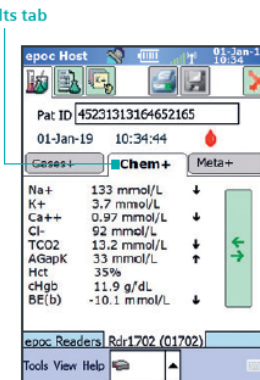 lts tab
epoc Host 01-Jan-1
10:34
Pat ID 45231313164652165
01-Jan-19 10:34:44
Gases+ Chem+ Meta+
Na+ 133 mmol/L ↓
K+ 3.7 mmol/L
Ca++ 0.97 mmol/L ↓
Cl- 92 mmol/L ↓
TCO2 13.2 mmol/L ↓
AGapK 33 mmol/L ↑
Hct 35%
cHgb 11.9 g/dL
BE(b) -10.1 mmol/L ↓
epoc Readers Rdr1702 (01702)
Tools View Help